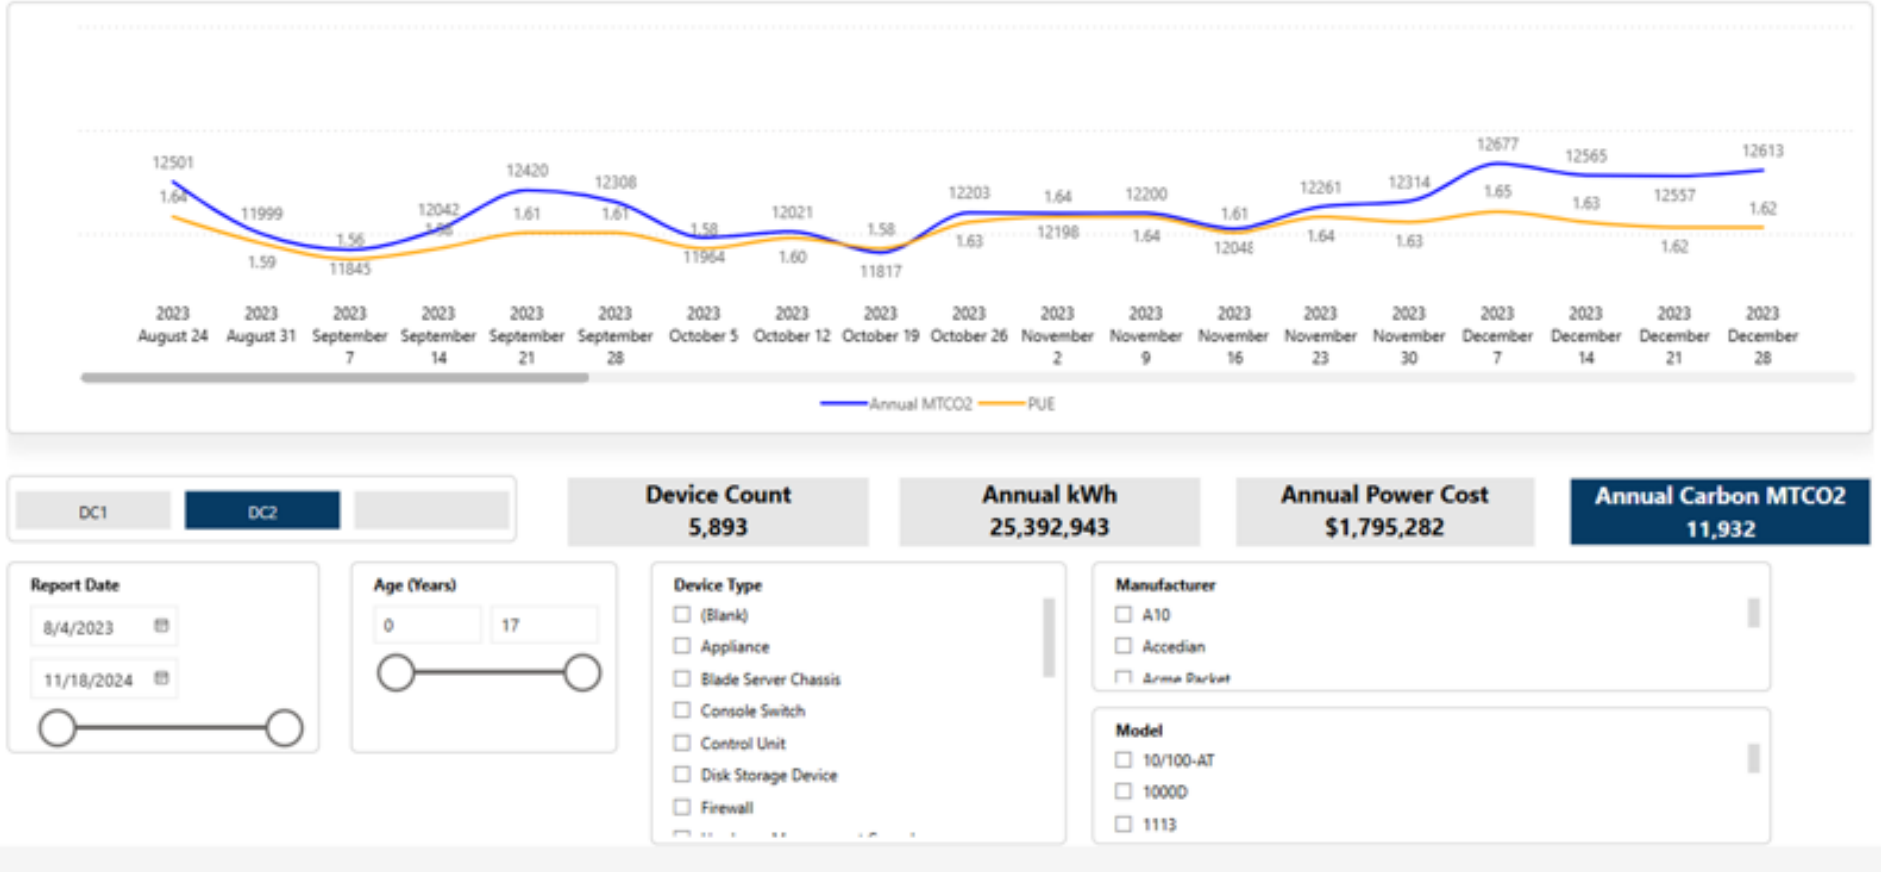 12501
1.64
11999
1.59
1.56
11845
12042
1.58
12420
1.61
12308
1.61
1.58
11964
12021
1.60
1.58
11817
12203
1.63
1.64
12198
12200
1.64
1.61
12048
12261
1.64
12314
1.63
12677
1.65
12565
1.63
12557
1.62
12613
1.62
2023 2023 2023 2023 2023 2023 2023 2023 2023 2023 2023 2023 2023 2023 2023 2023 2023 2023 2023
August 24 August 31 September September September September October 5 October 12 October 19 October 26 November November November November November December December December December
7 14 21 28 2 9 16 23 30 7 14 21 28
Annual MTCO2 PUE
DC1 DC2
Device Count
5,893
Annual kWh
25,392,943
Annual Power Cost
$1,795,282
Annual Carbon MTCO2
11,932
Report Date
8/4/2023
11/18/2024
Age (Years)
0 17
Device Type
(Blank)
Appliance
Blade Server Chassis
Console Switch
Control Unit
Disk Storage Device
Firewall
Manufacturer
A10
Accedian
Acme Packet
Model
10/100-AT
1000D
1113